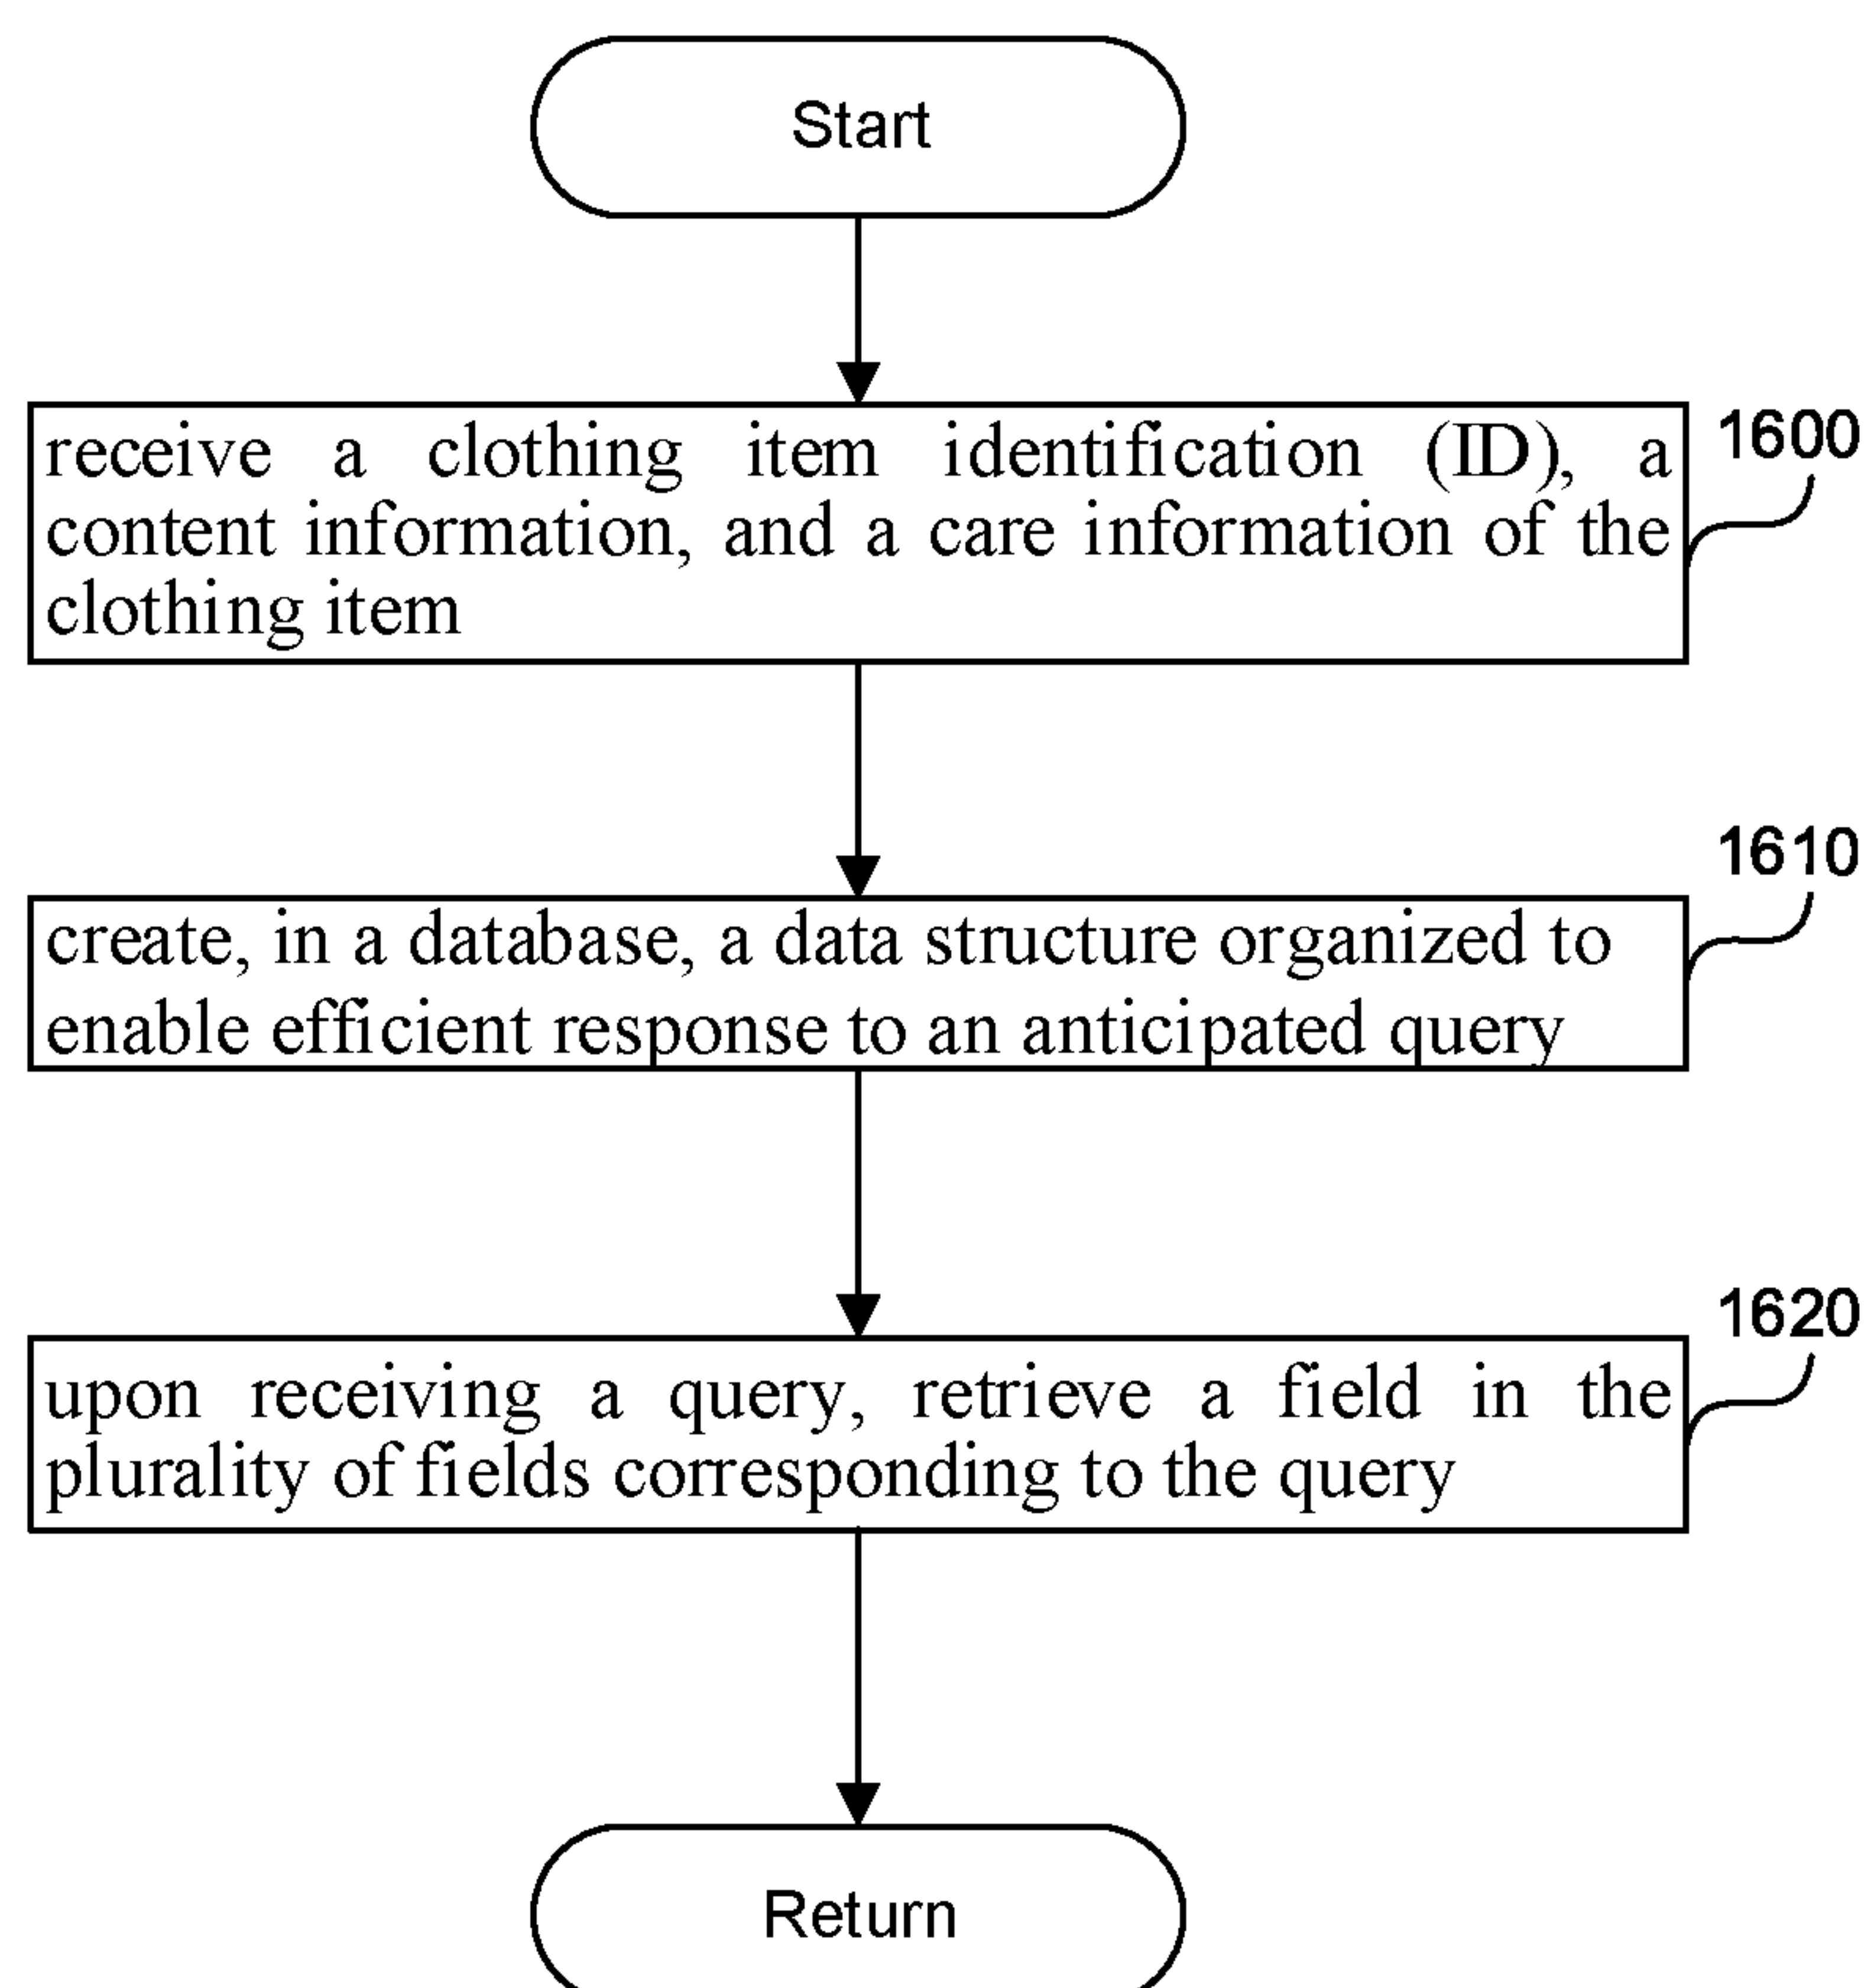 Start
receive a clothing item identification (ID), a
content information, and a care information of the
clothing item
1600
create, in a database, a data structure organized to
enable efficient response to an anticipated query
1610
upon receiving a query, retrieve a field in the
plurality of fields corresponding to the query
1620
Return